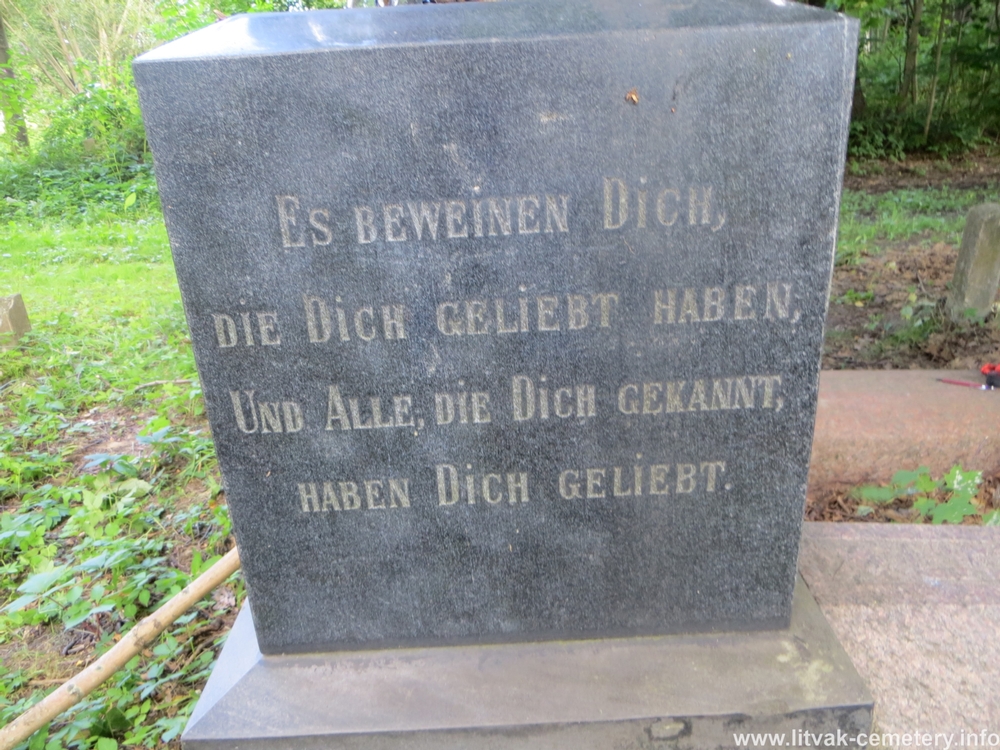 Es beweinen Dich,
die Dich geliebt haben,
Und Alle, die Dich gekannt,
haben Dich geliebt.
www.litvak-cemetery.info